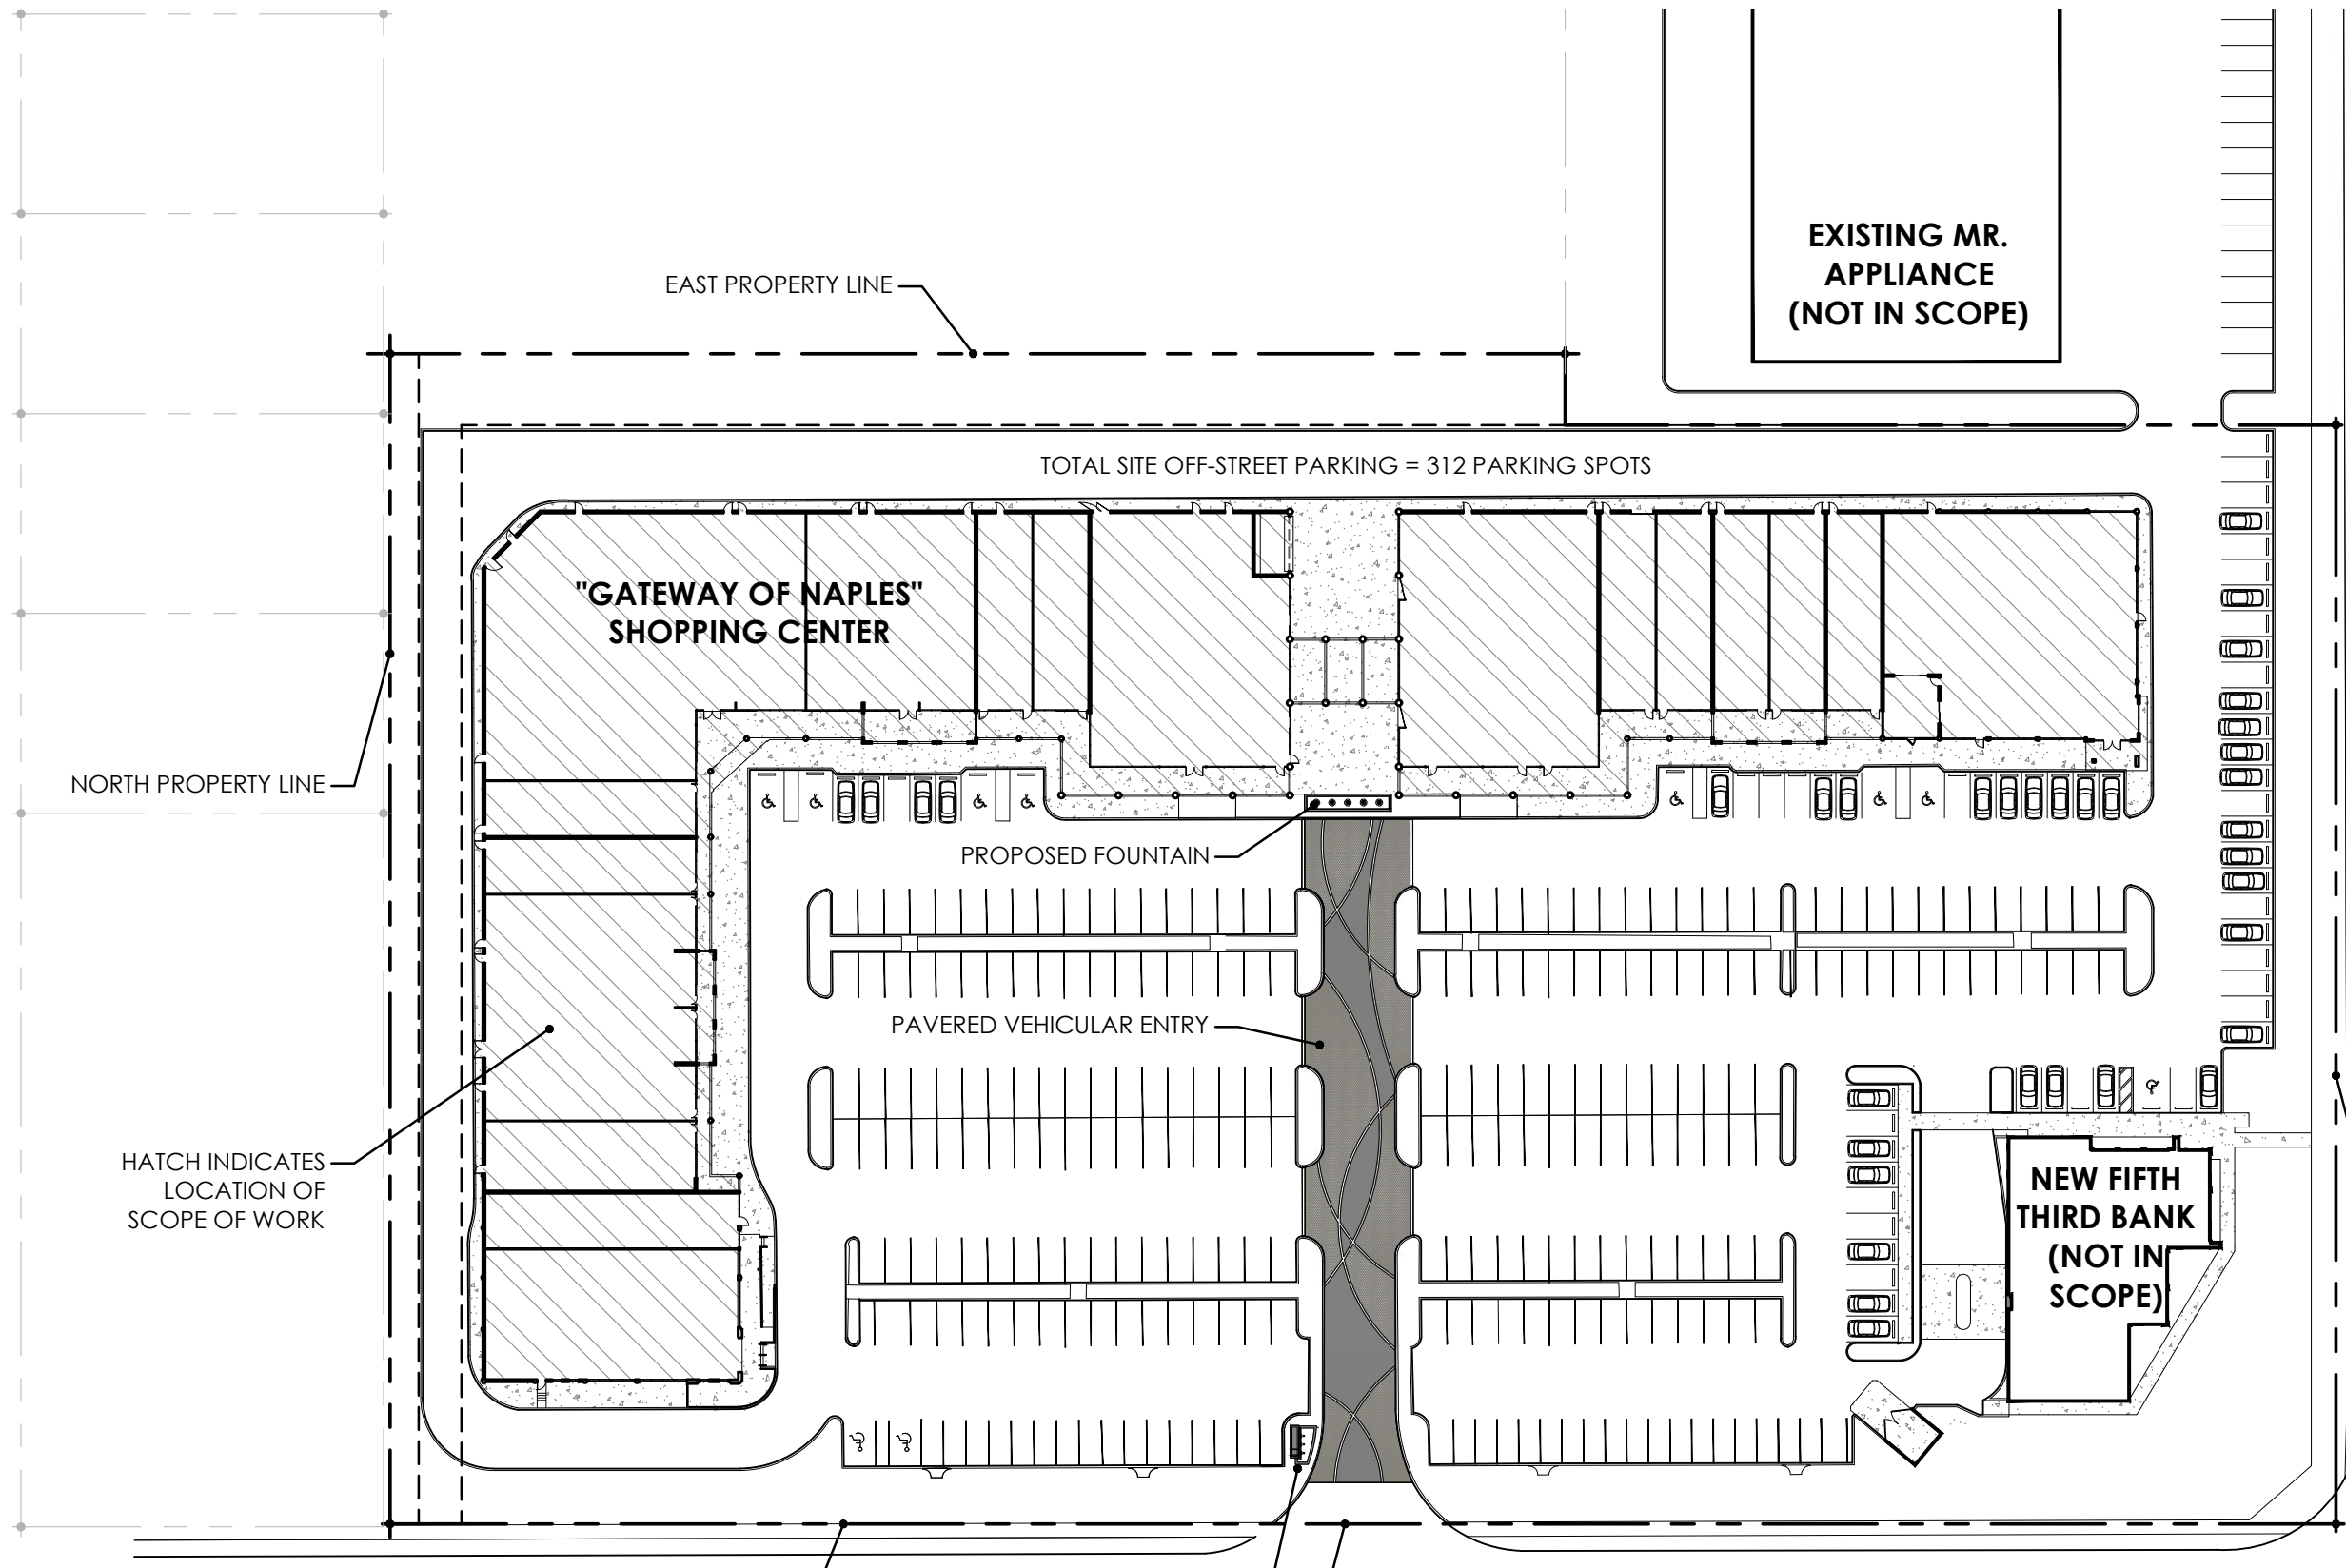 EXISTING MR.
APPLIANCE
(NOT IN SCOPE)
EAST PROPERTY LINE
TOTAL SITE OFF-STREET PARKING = 312 PARKING SPOTS
"GATEWAY OF NAPLES"
SHOPPING CENTER
NORTH PROPERTY LINE
PROPOSED FOUNTAIN
PAVERED VEHICULAR ENTRY
HATCH INDICATES
LOCATION OF
SCOPE OF WORK
NEW FIFTH
THIRD BANK
(NOT IN
SCOPE)